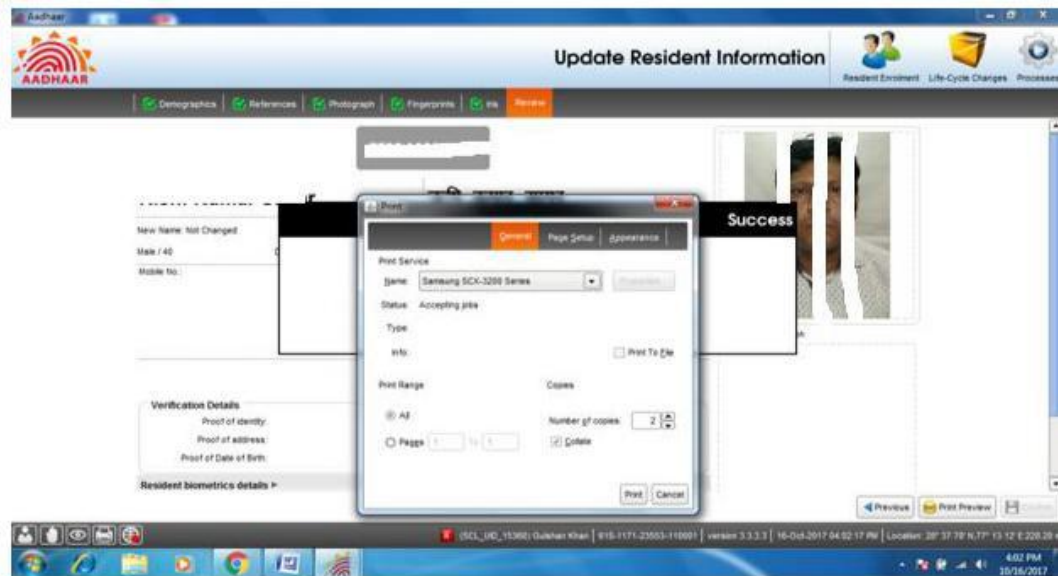 Aadhaar
AADHAAR
Update Resident Information
Resident Enrolment
Life-Cycle Changes
Processes
Demographics
References
Photograph
Fingerprints
Iris
Review
Print
Success
New Name: Not Changed
General
Page Setup
Appearance
Male / 40
Print Service
Mobile No.:
Name:
Samsung SCX-3200 Series
Status:
Accepting jobs
Type:
Info:
Print To File
Print Range
Copies
Verification Details
Proof of identity:
All
Number of copies:
2
Proof of address:
Pages
1
To
1
Collate
Proof of Date of Birth:
Resident biometrics details
Print
Cancel
Previous
Print Preview
version 3.3.3.3
16-Oct-2017 04:02:17 PM
4:02 PM
10/16/2017